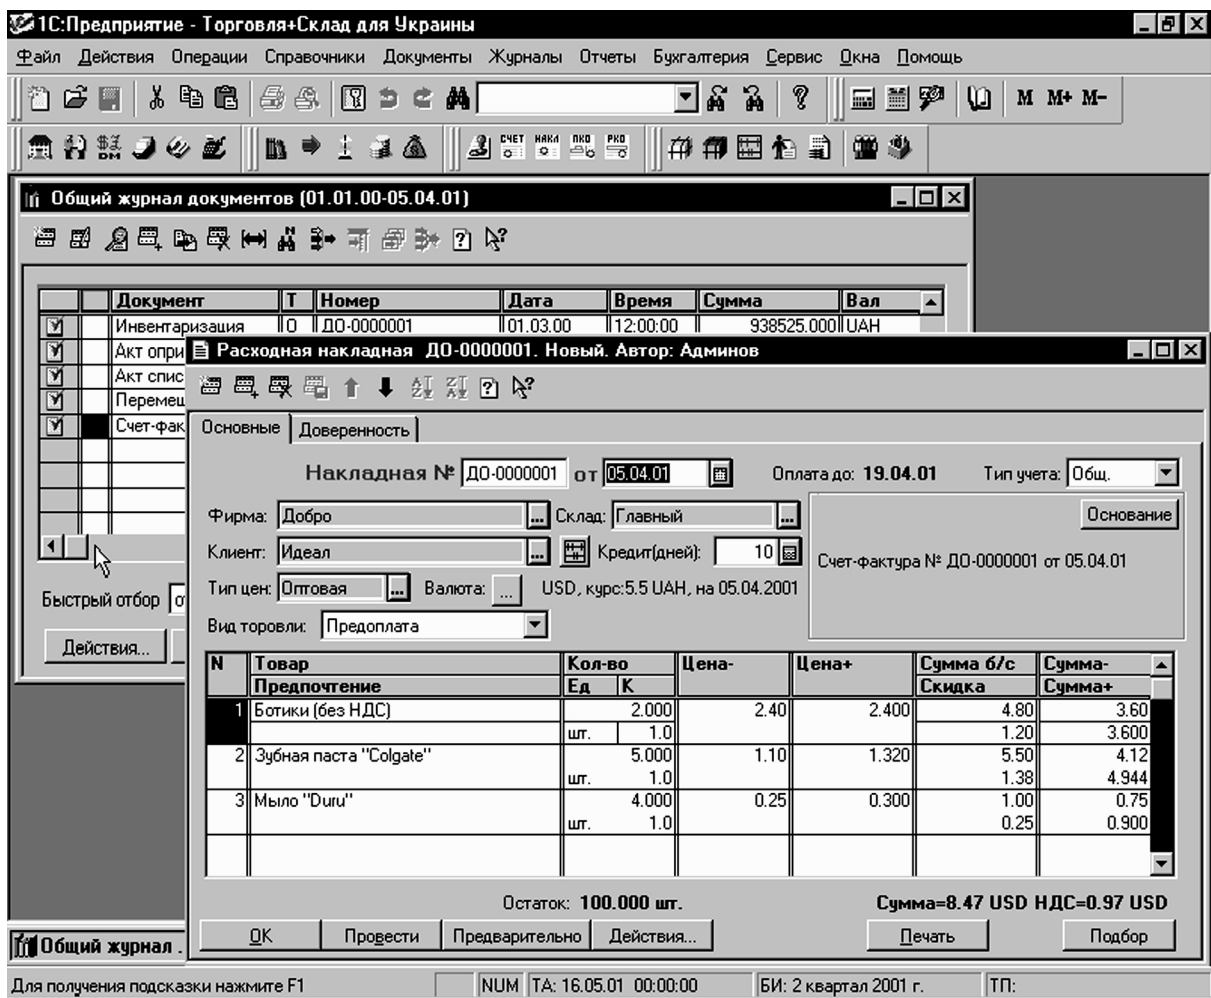 1С:Предприятие - Торговля+Склад для Украины
Файл Действия Операции Справочники Документы Журналы Отчеты Бухгалтерия Сервис Окна Помощь
M M+ M-
СЧЕТ НАКЛ ПКО РКО
Общий журнал документов (01.01.00-05.04.01)
Документ Т Номер Дата Время Сумма Вал
Инвентаризация О ДО-0000001 01.03.00 12:00:00 938525.000 UAH
Акт опри
Акт спис
Перемещ
Счет-фак
Быстрый отбор
Действия...
Расходная накладная ДО-0000001. Новый. Автор: Админов
Основные Доверенность
Накладная № ДО-0000001 от 05.04.01 Оплата до: 19.04.01 Тип учета: Общ.
Фирма: Добро ... Склад: Главный ... Основание
Клиент: Идеал ... Кредит(дней): 10 Счет-фактура № ДО-0000001 от 05.04.01
Тип цен: Оптовая ... Валюта: ... USD, курс:5.5 UAH, на 05.04.2001
Вид торовли: Предоплата
N Товар Кол-во Цена- Цена+ Сумма б/с Сумма-
Предпочтение Ед К Скидка Сумма+
1 Ботики (без НДС) 2.000 2.40 2.400 4.80 3.60
шт. 1.0 1.20 3.600
2 Зубная паста "Colgate" 5.000 1.10 1.320 5.50 4.12
шт. 1.0 1.38 4.944
3 Мыло "Duru" 4.000 0.25 0.300 1.00 0.75
шт. 1.0 0.25 0.900
Остаток: 100.000 шт. Сумма=8.47 USD НДС=0.97 USD
OK Провести Предварительно Действия... Печать Подбор
Общий журнал .
Для получения подсказки нажмите F1 NUM TA: 16.05.01 00:00:00 БИ: 2 квартал 2001 г. ТП: